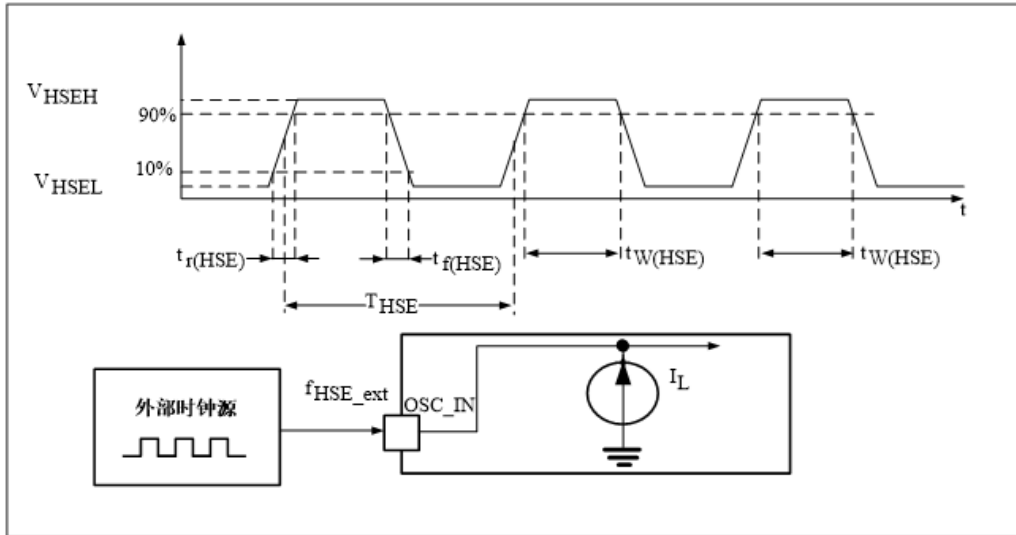 VHSEH
90%
10%
VHSEL
t
tr(HSE)
tf(HSE)
tW(HSE)
tW(HSE)
THSE
外部时钟源
fHSE_ext
OSC_IN
IL